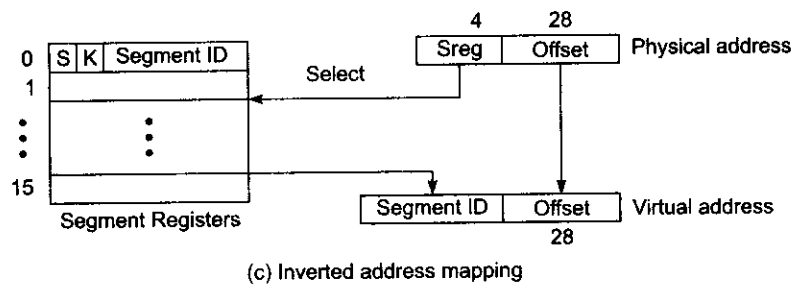 4 28
0 S K Segment ID Sreg Offset Physical address
1 Select
15
Segment ID Offset Virtual address
Segment Registers 28
(c) Inverted address mapping